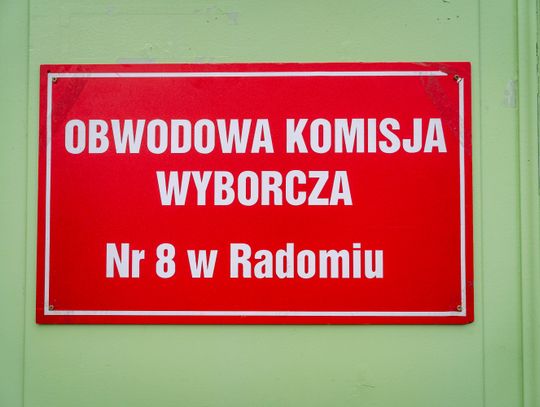 OBWODOWA KOMISJA
WYBORCZA
Nr 8 w Radomiu